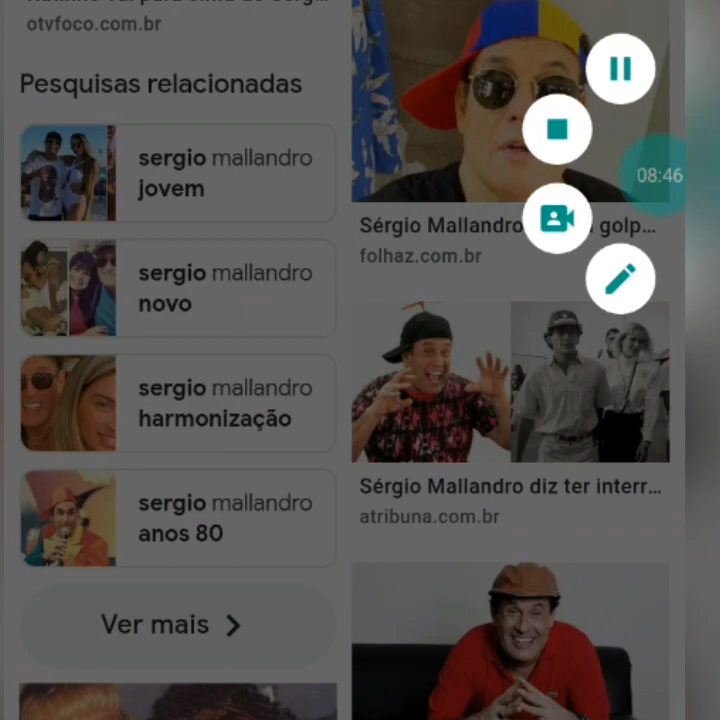 otvfoco.com.br
Pesquisas relacionadas
sergio mallandro
jovem
sergio mallandro
novo
sergio mallandro
harmonização
sergio mallandro
anos 80
Ver mais
08:46
Sérgio Mallandro golp...
folhaz.com.br
Sérgio Mallandro diz ter interr...
atribuna.com.br